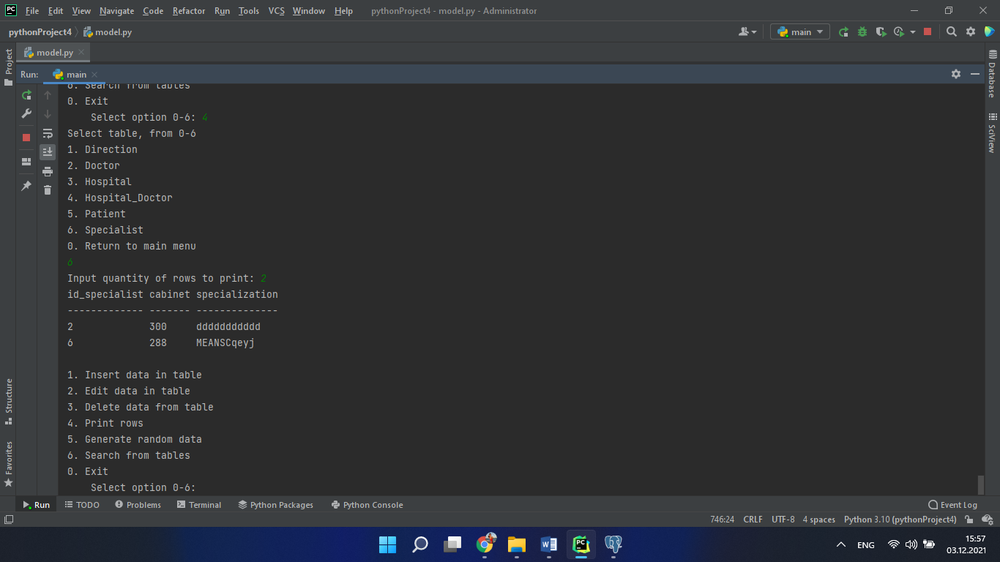 PC File Edit View Navigate Code Refactor Run Tools VCS Window Help pythonProject4 - model.py - Administrator
pythonProject4 model.py main
Project model.py
Run: main
6. Search from tables
0. Exit
Select option 0-6: 4
Select table, from 0-6
1. Direction
2. Doctor
3. Hospital
4. Hospital_Doctor
5. Patient
6. Specialist
0. Return to main menu
6
Input quantity of rows to print: 2
id_specialist cabinet specialization
------------- ------- --------------
2 300 ddddddddddd
6 288 MEANSCqeyj
1. Insert data in table
2. Edit data in table
3. Delete data from table
4. Print rows
5. Generate random data
6. Search from tables
0. Exit
Select option 0-6:
Structure
Favorites
Database
SciView
Run TODO Problems Terminal Python Packages Python Console Event Log
746:24 CRLF UTF-8 4 spaces Python 3.10 (pythonProject4)
W PC ENG 15:57
03.12.2021